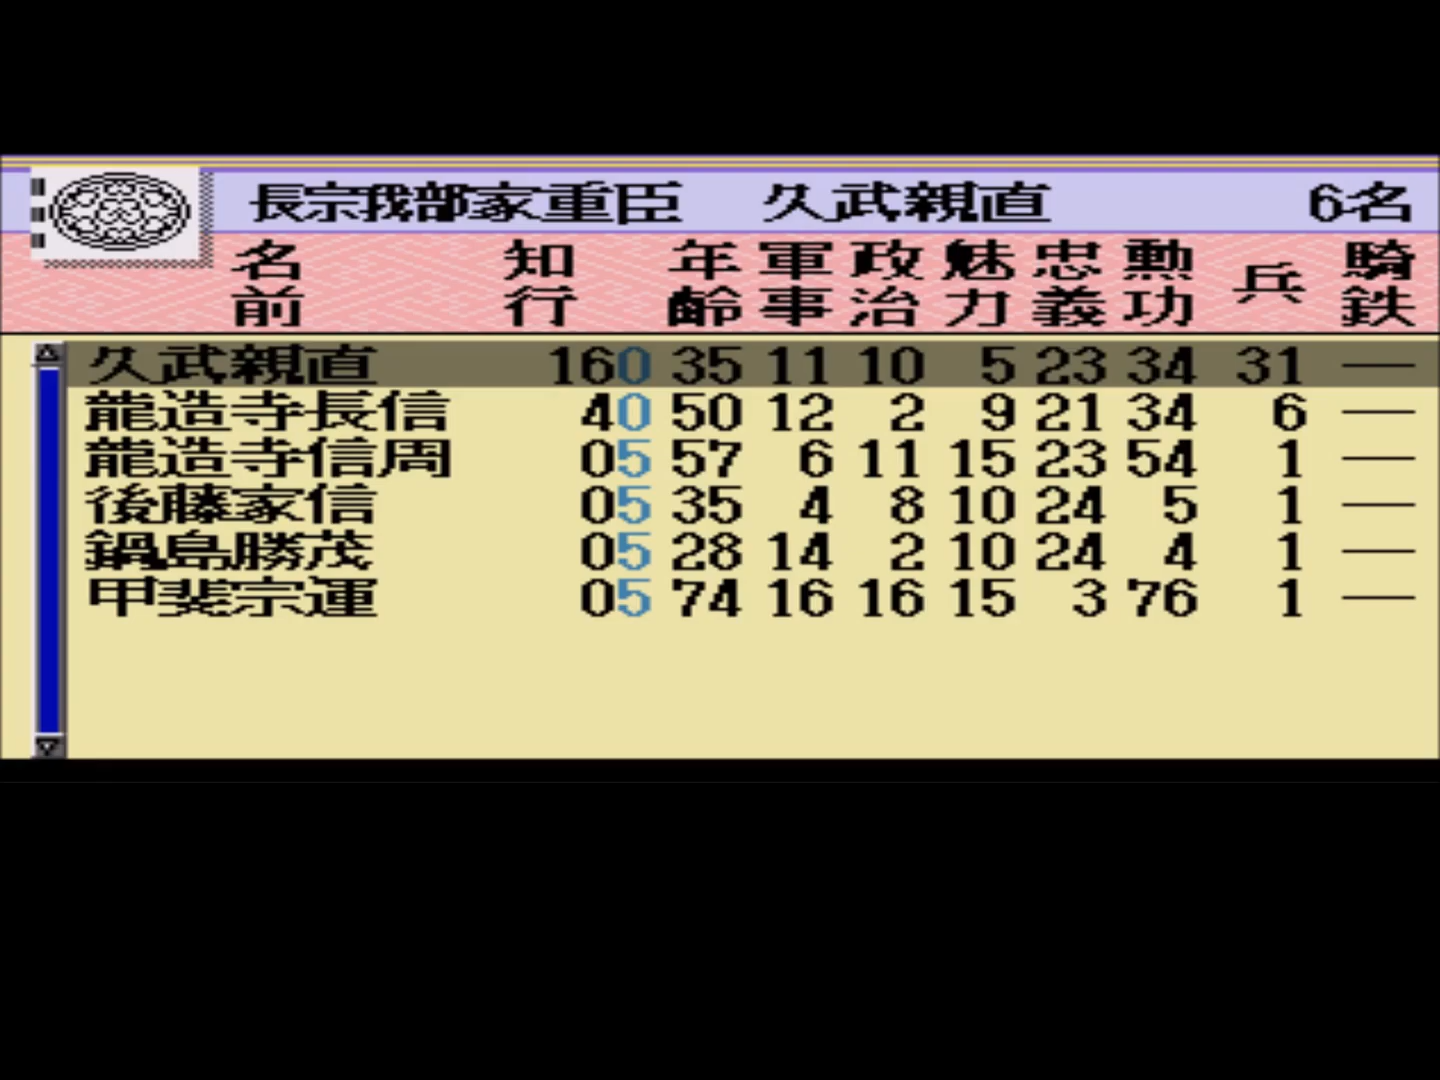 長宗我部家重臣 久武親直 6名
名前 知行 年齢 軍事 政治 魅力 忠義 勲功 兵 騎鉄
久武親直 160 35 11 10 5 23 34 31 —
龍造寺長信 40 50 12 2 9 21 34 6 —
龍造寺信周 05 57 6 11 15 23 54 1 —
後藤家信 05 35 4 8 10 24 5 1 —
鍋島勝茂 05 28 14 2 10 24 4 1 —
甲斐宗運 05 74 16 16 15 3 76 1 —